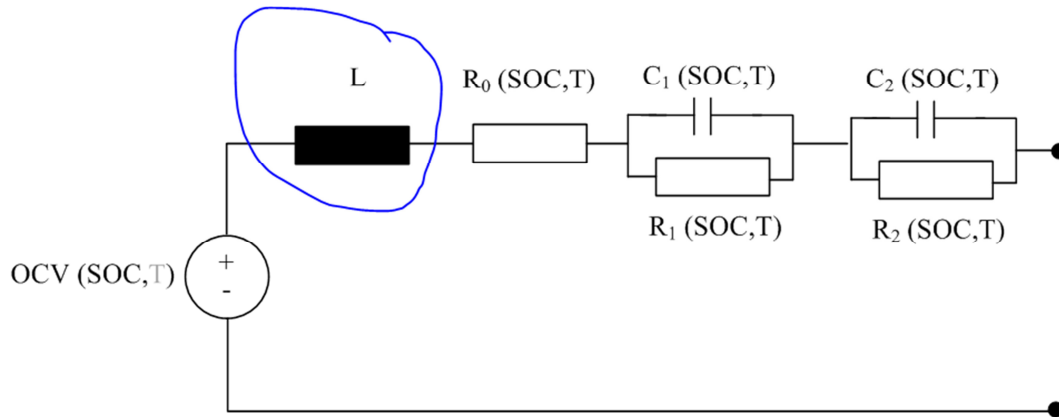 L
R₀ (SOC,T)
C₁ (SOC,T)
C₂ (SOC,T)
R₁ (SOC,T)
R₂ (SOC,T)
OCV (SOC,T)
+
-